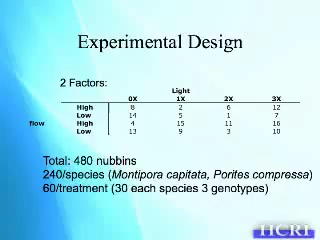 Experimental Design
2 Factors:
Light
0X 1X 2X 3X
High 8 2 6 12
Low 14 5 1 7
flow High 4 15 11 16
Low 13 9 3 10
Total: 480 nubbins
240/species (Montipora capitata, Porites compressa)
60/treatment (30 each species 3 genotypes)
HCRI